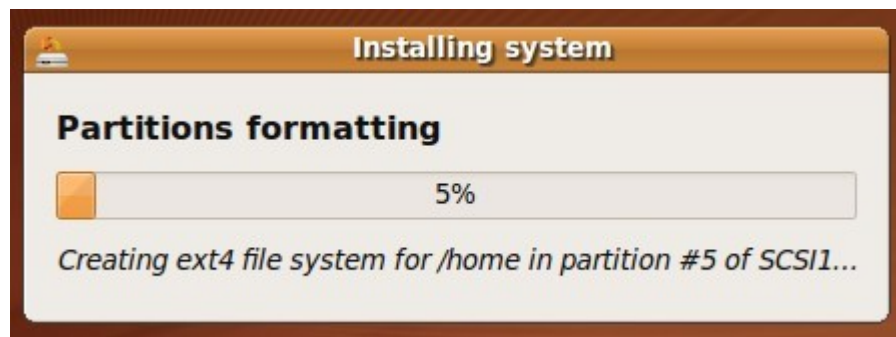 Installing system
Partitions formatting
5%
Creating ext4 file system for /home in partition #5 of SCSI1...